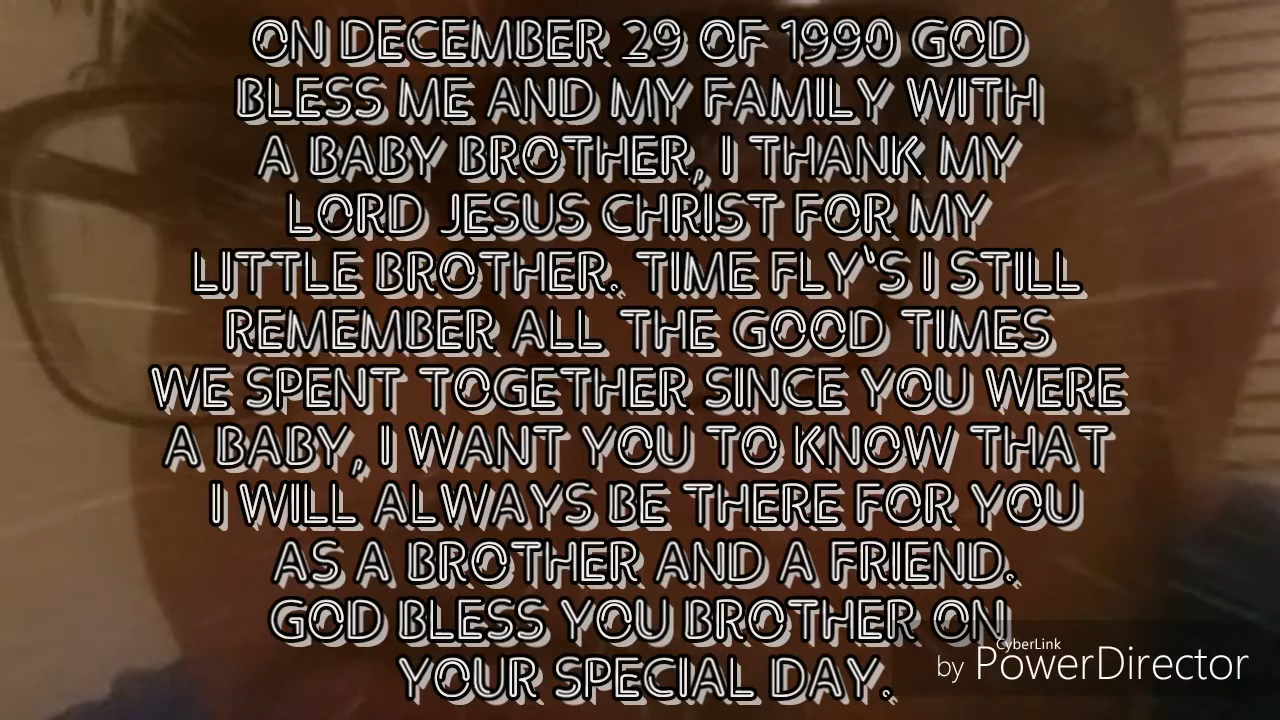 ON DECEMBER 29 OF 1990 GOD
BLESS ME AND MY FAMILY WITH
A BABY BROTHER, I THANK MY
LORD JESUS CHRIST FOR MY
LITTLE BROTHER. TIME FLY'S I STILL
REMEMBER ALL THE GOOD TIMES
WE SPENT TOGETHER SINCE YOU WERE
A BABY, I WANT YOU TO KNOW THAT
I WILL ALWAYS BE THERE FOR YOU
AS A BROTHER AND A FRIEND.
GOD BLESS YOU BROTHER ON
YOUR SPECIAL DAY.
CyberLink
by PowerDirector